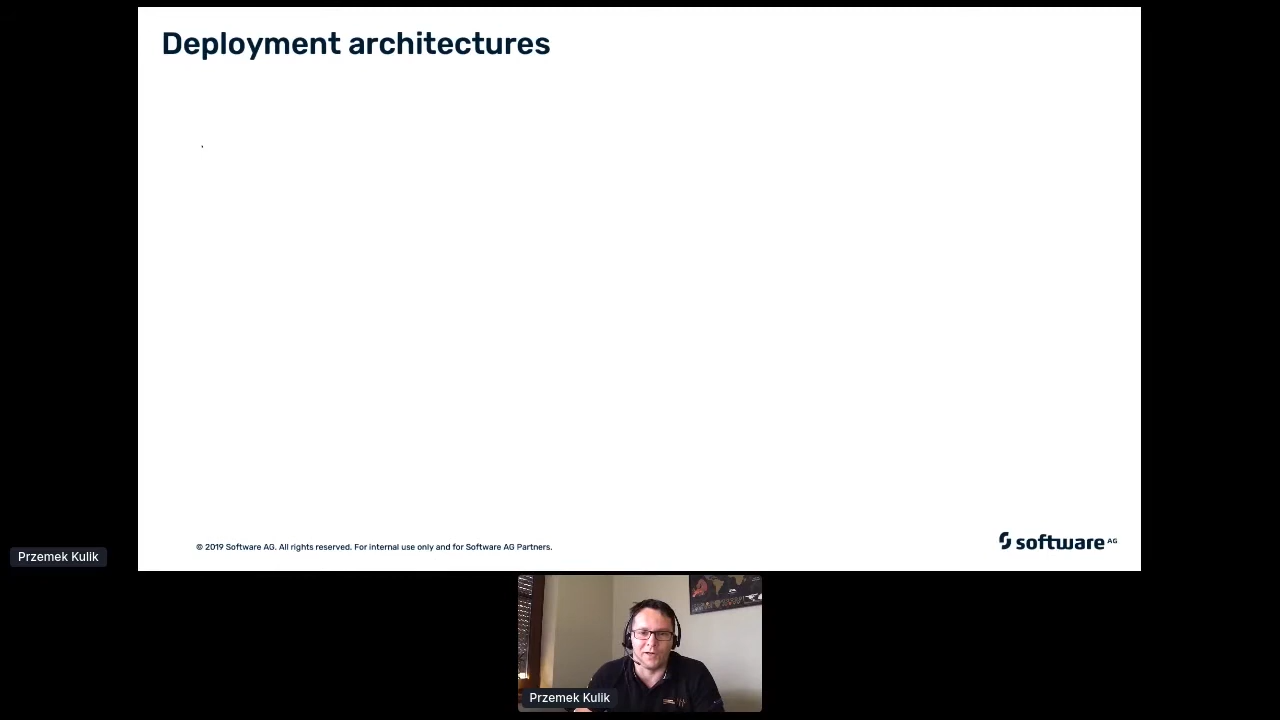 Deployment architectures
© 2019 Software AG. All rights reserved. For internal use only and for Software AG Partners.
software AG
Przemek Kulik
Przemek Kulik